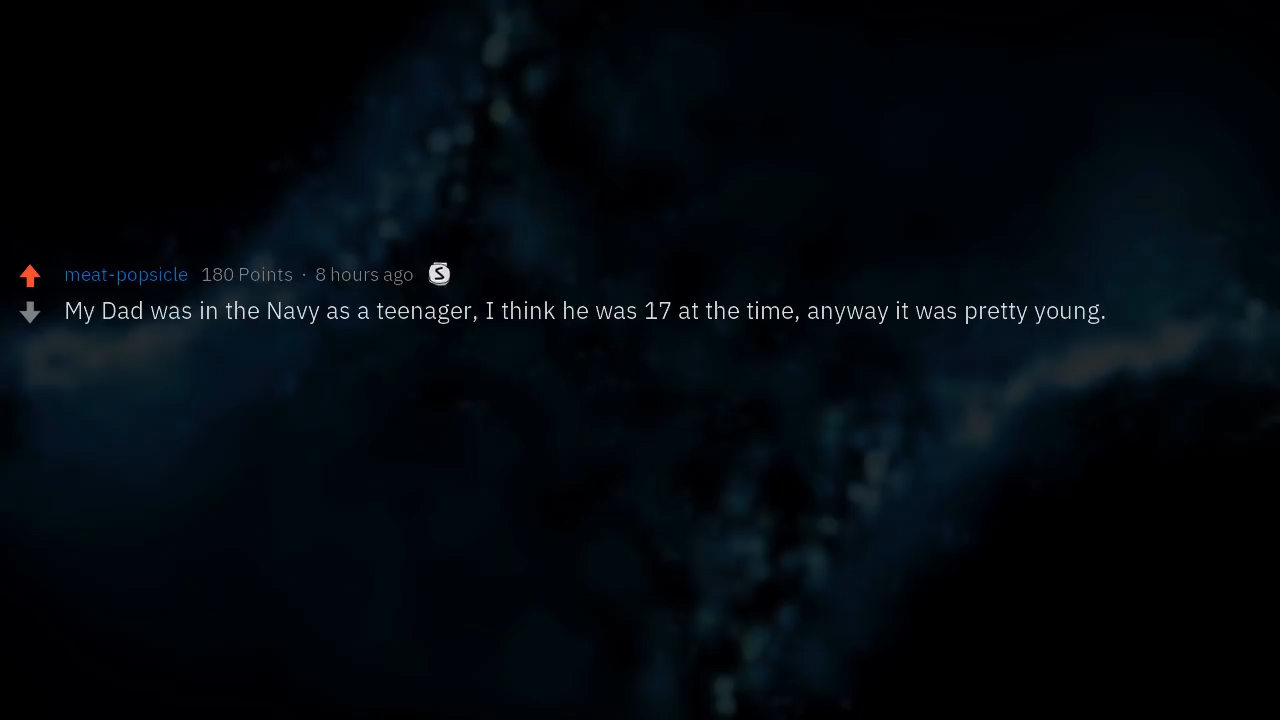 meat-popsicle 180 Points · 8 hours ago S
My Dad was in the Navy as a teenager, I think he was 17 at the time, anyway it was pretty young.